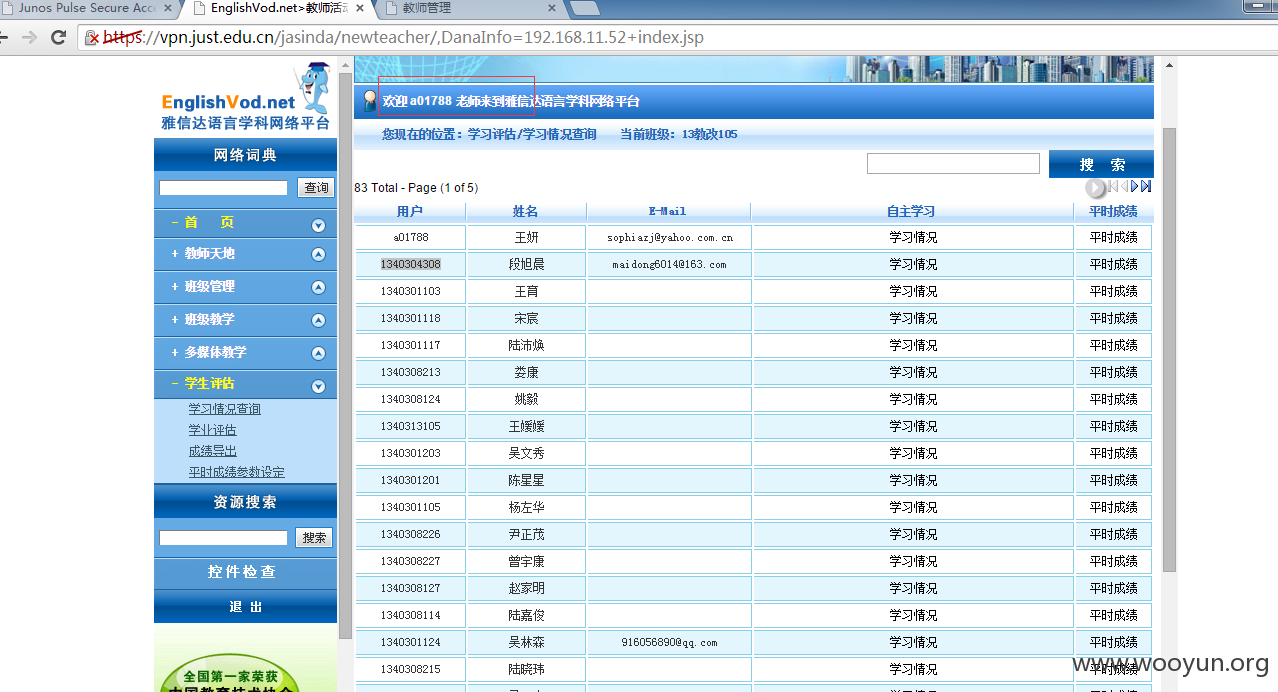 Junos Pulse Secure Acc
EnglishVod.net>教师活动
教师管理
https://vpn.just.edu.cn/jasinda/newteacher/,DanaInfo=192.168.11.52+index.jsp
EnglishVod.net
雅信达语言学科网络平台
网络词典
查询
- 首 页
+ 教师天地
+ 班级管理
+ 班级教学
+ 多媒体教学
- 学生评估
学习情况查询
学业评估
成绩导出
平时成绩参数设定
资源搜索
搜索
控件检查
退 出
全国第一家荣获
欢迎 a01788 老师来到雅信达语言学科网络平台
您现在的位置：学习评估/学习情况查询 当前班级：13教改105
搜 索
83 Total - Page (1 of 5)
用户 姓名 E-Mail 自主学习 平时成绩
a01788 王妍 sophiazj@yahoo.com.cn 学习情况 平时成绩
1340304308 段旭晨 maidong6014@163.com 学习情况 平时成绩
1340301103 王育 学习情况 平时成绩
1340301118 宋宸 学习情况 平时成绩
1340301117 陆沛焕 学习情况 平时成绩
1340308213 娄康 学习情况 平时成绩
1340308124 姚毅 学习情况 平时成绩
1340313105 王媛媛 学习情况 平时成绩
1340301203 吴文秀 学习情况 平时成绩
1340301201 陈星星 学习情况 平时成绩
1340301105 杨左华 学习情况 平时成绩
1340308226 尹正茂 学习情况 平时成绩
1340308227 曾宇康 学习情况 平时成绩
1340308127 赵家明 学习情况 平时成绩
1340308114 陆嘉俊 学习情况 平时成绩
1340301124 吴林森 916056890@qq.com 学习情况 平时成绩
1340308215 陆晓玮 学习情况 平时成绩
www.wooyun.org